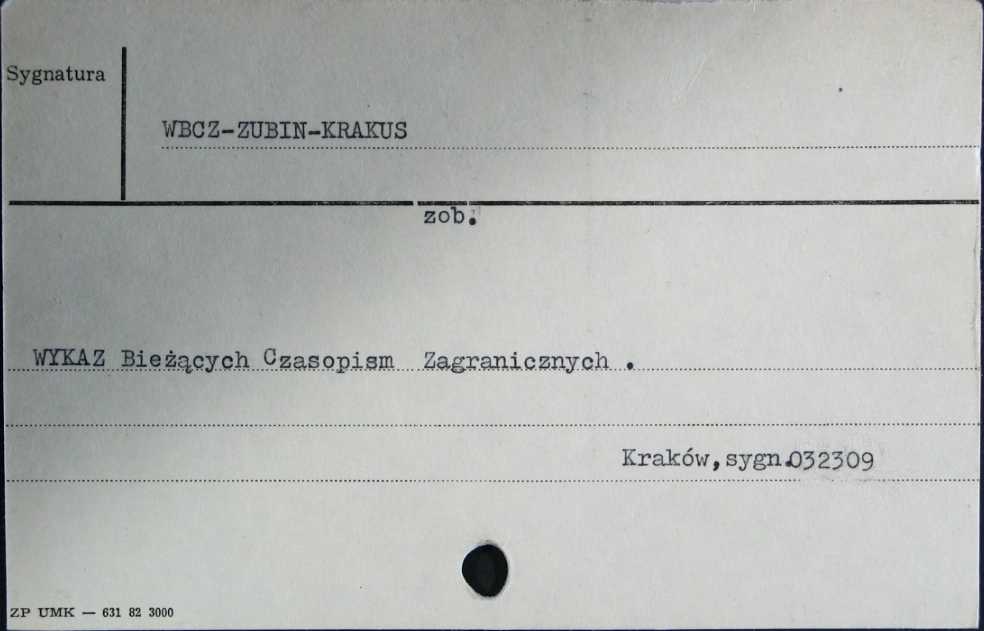 Sygnatura
WBCZ-ZUBIN-KRAKUS
zob.
WYKAZ Bieżących Czasopism Zagranicznych .
Kraków,sygn.032309
ZP UMK — 631 82 3000